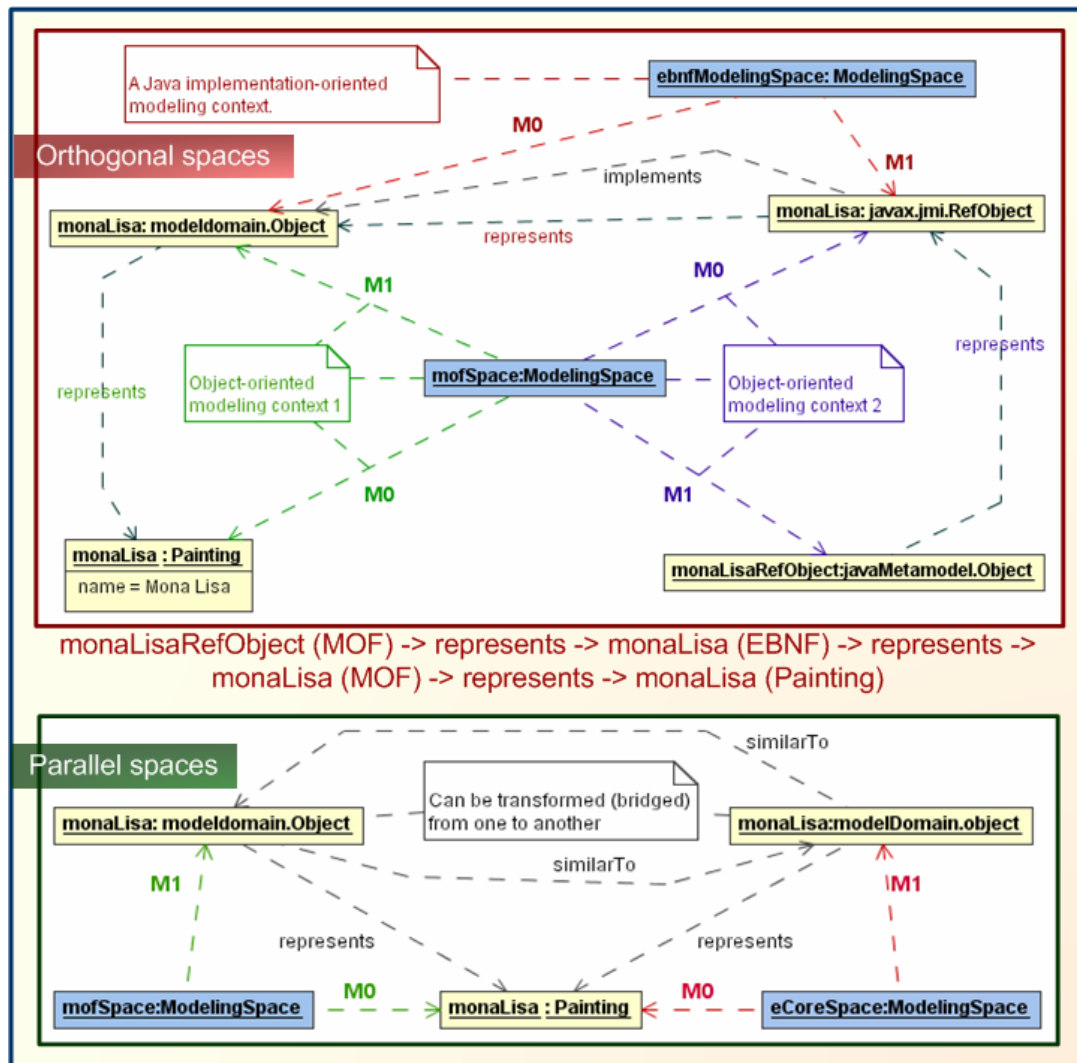 A Java implementation-oriented
modeling context.
ebnfModelingSpace: ModelingSpace
M0
Orthogonal spaces
M1
implements
monaLisa: modeldomain.Object
monaLisa: javax.jmi.RefObject
represents
M1
M0
represents
Object-oriented
modeling context 1
mofSpace:ModelingSpace
Object-oriented
modeling context 2
represents
M0
M1
monaLisa : Painting
name = Mona Lisa
monaLisaRefObject:javaMetamodel.Object
monaLisaRefObject (MOF) -> represents -> monaLisa (EBNF) -> represents ->
monaLisa (MOF) -> represents -> monaLisa (Painting)
Parallel spaces
similarTo
monaLisa: modeldomain.Object
Can be transformed (bridged)
from one to another
monaLisa:modelDomain.object
similarTo
M1
M1
represents
represents
mofSpace:ModelingSpace
M0
monaLisa : Painting
M0
eCoreSpace:ModelingSpace